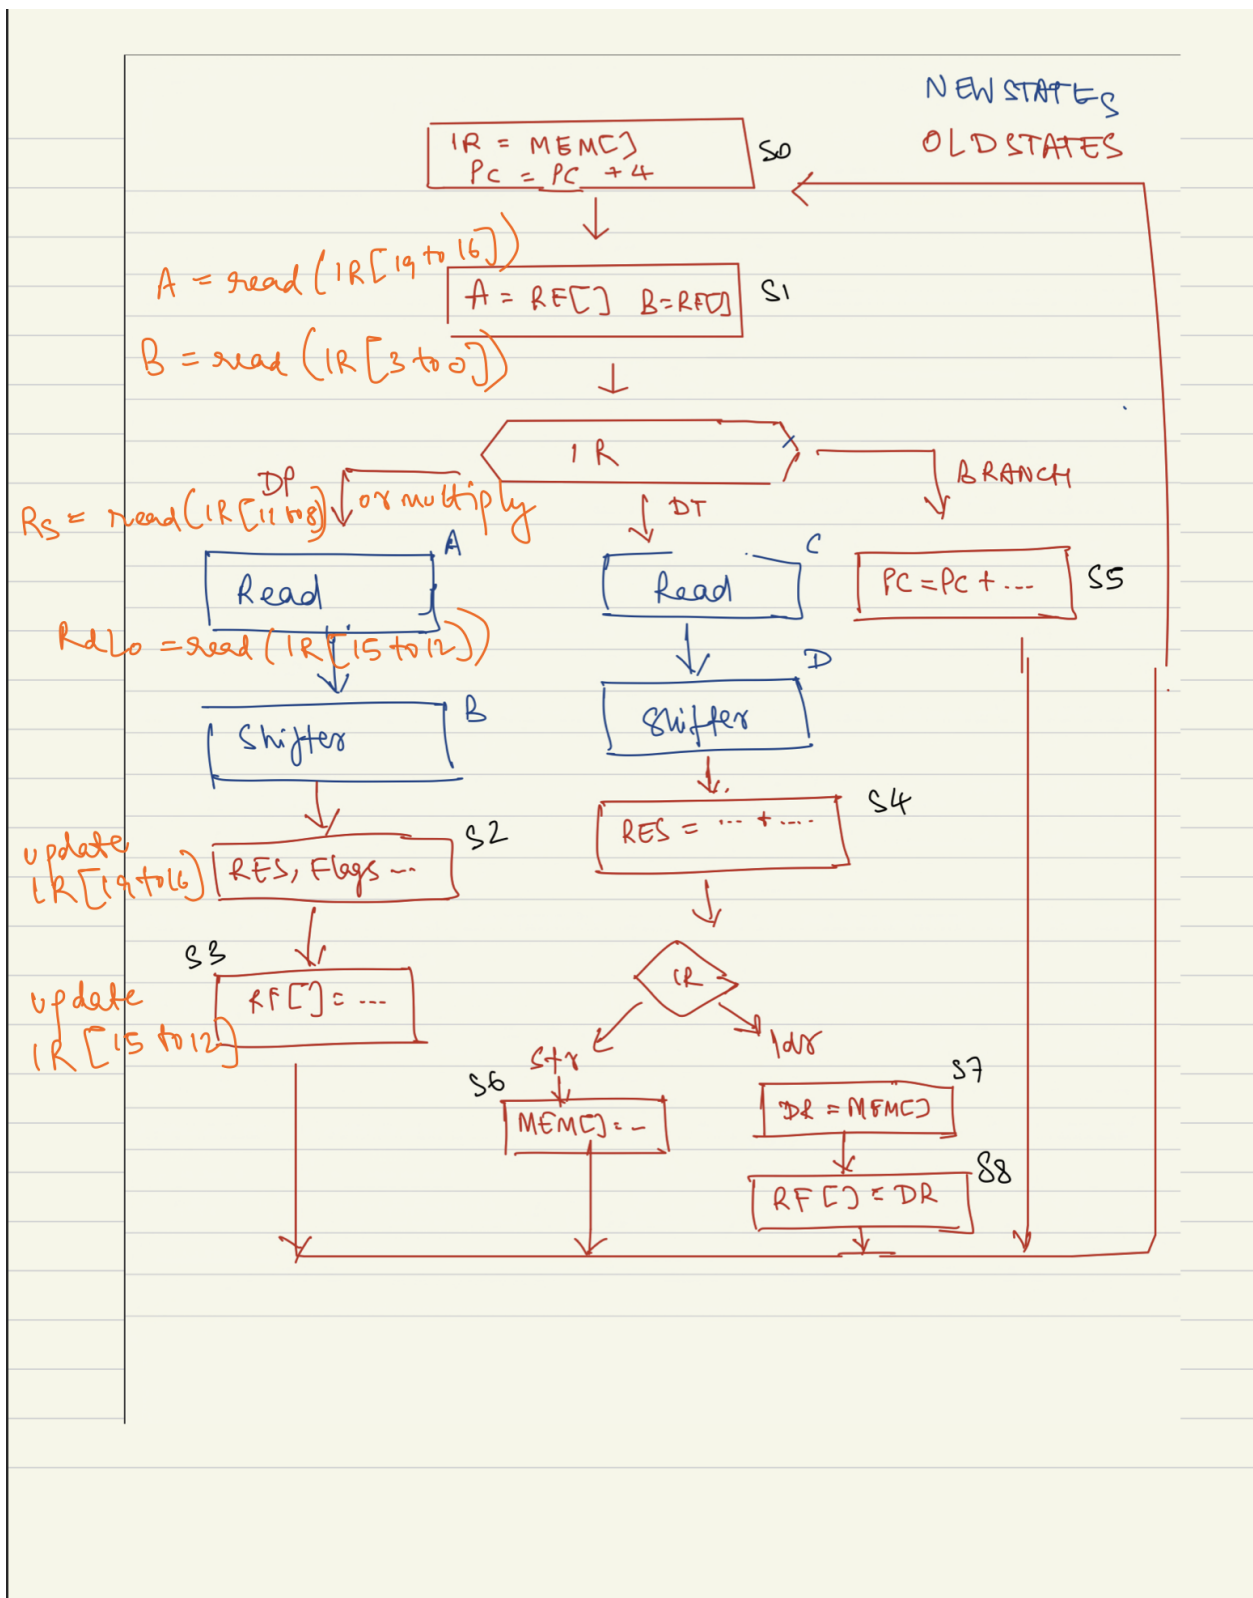 NEW STATES
OLD STATES
IR = MEM[]
PC = PC + 4
S0
A = read (IR[19 to 16])
A = RF[] B=RF[]
S1
B = read (IR[3 to 0])
IR
DP
or multiply
DT
BRANCH
Rs = read(IR[11 to 8])
A
Read
C
Read
PC = PC + ...
S5
RdLo = read (IR[15 to 12])
B
Shifter
D
Shifter
S4
RES = ... + ....
S2
update
IR[19 to 16]
RES, Flags ...
S3
RF[] = ...
update
IR[15 to 12]
IR
str
ldr
S6
MEM[] = -
S7
DR = MEM[]
S8
RF[] = DR